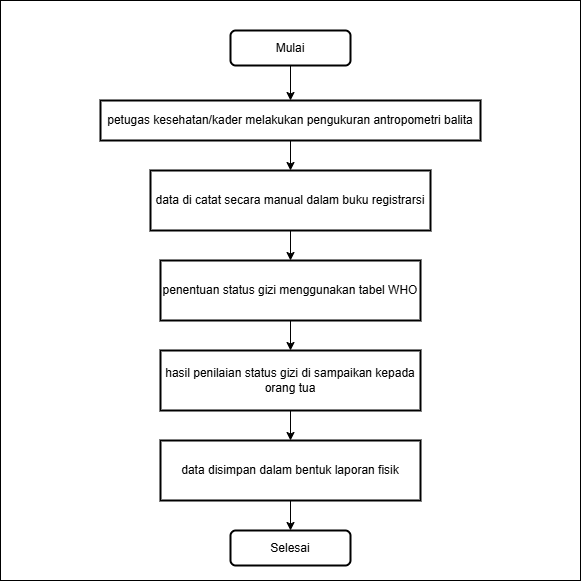 Mulai
petugas kesehatan/kader melakukan pengukuran antropometri balita
data di catat secara manual dalam buku registrarsi
penentuan status gizi menggunakan tabel WHO
hasil penilaian status gizi di sampaikan kepada
orang tua
data disimpan dalam bentuk laporan fisik
Selesai